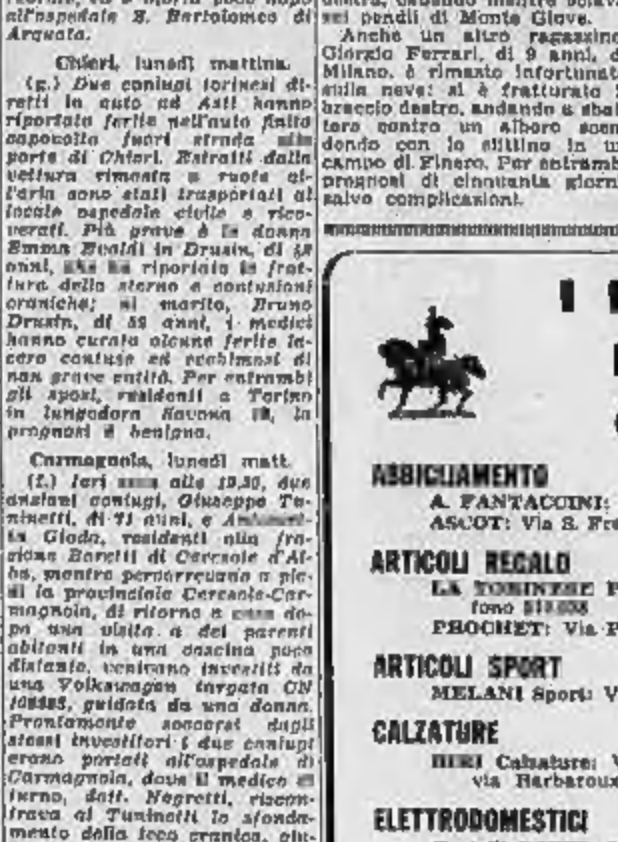 all'ospedale S. Bartolomeo di
Arquata.
Chieri, lunedì mattina.
(g.) Due coniugi torinesi di-
retti in auto ad Asti hanno
riportato ferite nell'auto finita
capovolta fuori strada alle
porte di Chieri. Estratti dalla
vettura rimasta a ruote al-
l'aria sono stati trasportati al
locale ospedale civile e rico-
verati. Più grave è la donna
Emma in Drusin, di
anni, che ha riportato la frat-
tura dello sterno e contusioni
craniche; al marito, Bruno
Drusin, di 59 anni, i medici
hanno curato alcune ferite la-
cero contuse ed ecchimosi di
non grave entità. Per entrambi
gli sposi, residenti a Torino
in lungodora Savona la
prognosi è benigna.
Carmagnola, lunedì matt.
(f.) Ieri alle 19,30, due
anziani coniugi, Giuseppe Tu-
ninetti, di 71 anni, e
Gioda, residenti alla fra-
zione Baretti di Ceresole d'Al-
ba, mentre percorrevano a pie-
di la provinciale Ceresole-Car-
magnola, di ritorno a casa do-
po una visita a dei parenti
abitanti in una cascina poco
distante, venivano investiti da
una Volkswagen targata CN
guidata da una donna.
Prontamente soccorsi dagli
stessi investitori i due coniugi
erano portati all'ospedale di
Carmagnola, dove il medico di
turno, dott. Negretti, riscon-
trava al Tuninetti lo sfonda-
mento della teca cranica, giu-
sui pendii di Monte Giove.
Anche un altro ragazzino
Giorgio Ferrari, di 9 anni, d
Milano, è rimasto infortunat
sulla neve: si è fratturato
braccio destro, andando a sbat
tere contro un albero scen
dendo con lo slittino in u
campo di Finero. Per entramb
prognosi di cinquanta giorn
salvo complicazioni.
ABBIGLIAMENTO
A. FANTACCINI:
ASCOT: Via S. Fr
ARTICOLI REGALO
LA TORINESE P
fono
PROCHET: Via P
ARTICOLI SPORT
MELANI Sport: V
CALZATURE
Calzature: V
via Barbaroux
ELETTRODOMESTICI